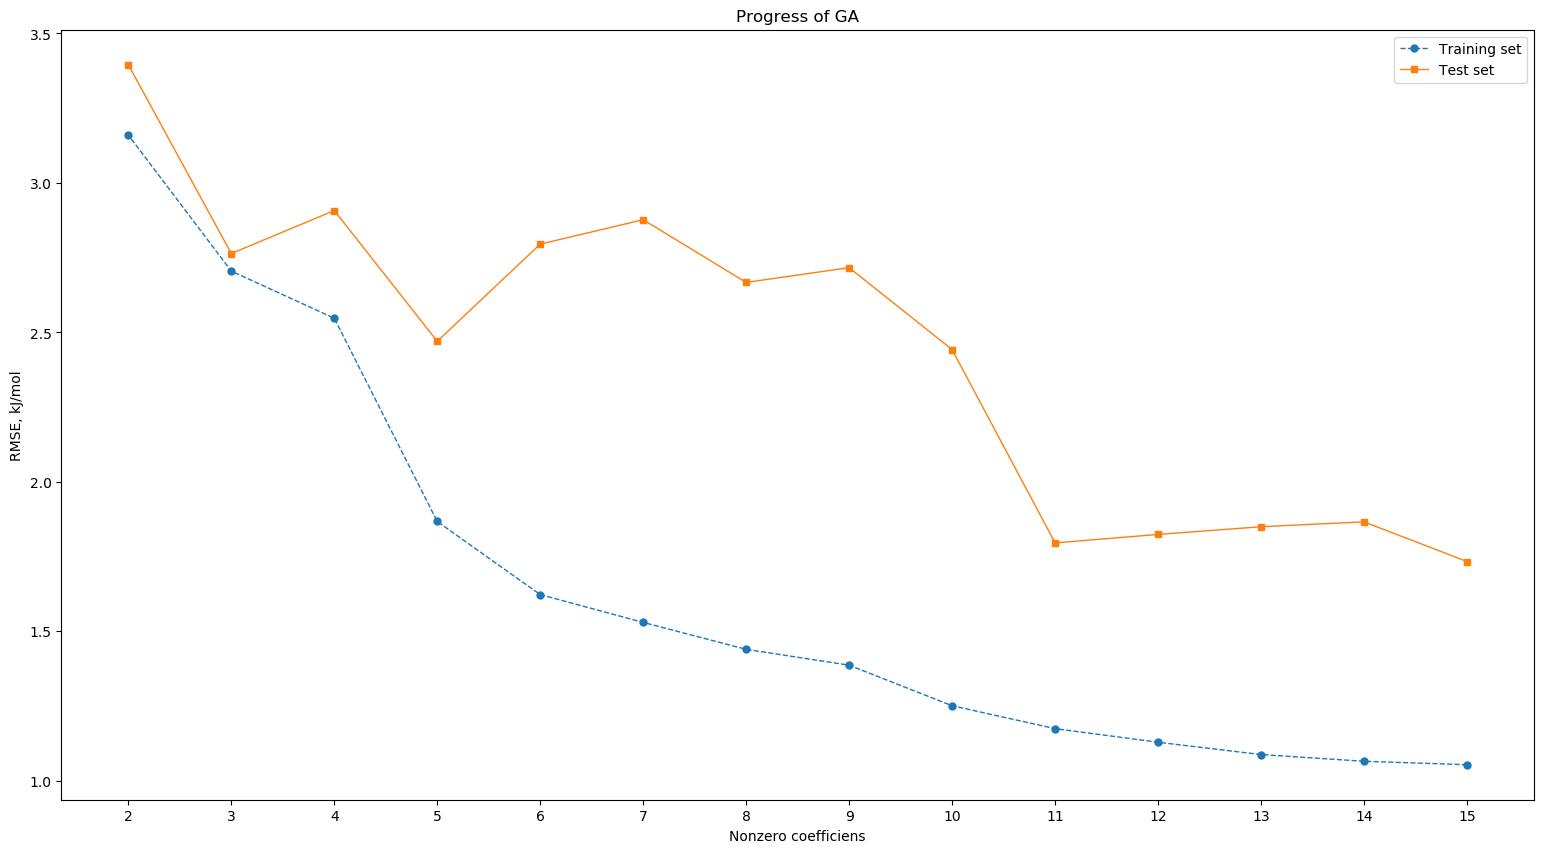 Progress of GA
Training set
Test set
3.5
3.0
2.5
2.0
1.5
1.0
RMSE, kJ/mol
2 3 4 5 6 7 8 9 10 11 12 13 14 15
Nonzero coefficiens